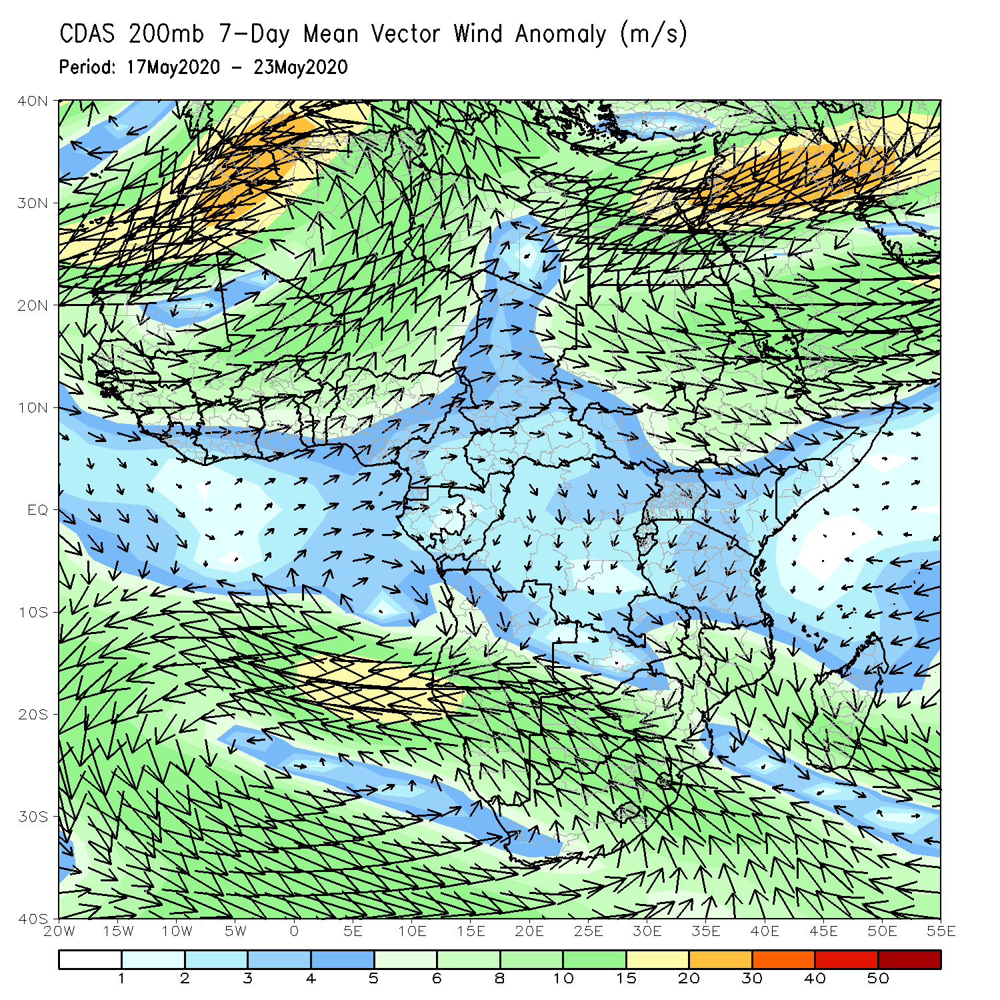 CDAS 200mb 7-Day Mean Vector Wind Anomaly (m/s)
Period: 17May2020 - 23May2020
40N
30N
20N
10N
EQ
10S
20S
30S
40S
20W 15W 10W 5W 0 5E 10E 15E 20E 25E 30E 35E 40E 45E 50E 55E
1 2 3 4 5 6 8 10 15 20 30 40 50